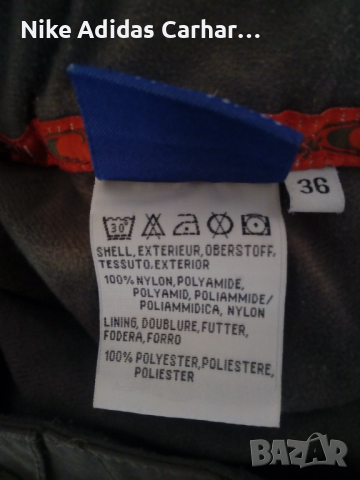 Nike Adidas Carhar...
36
30°
SHELL, EXTERIEUR, OBERSTOFF,
TESSUTO, EXTERIOR
100% NYLON, POLYAMIDE,
POLYAMID, POLIAMMIDE/
POLIAMMIDICA, NYLON
LINING, DOUBLURE, FUTTER,
FODERA, FORRO
100% POLYESTER, POLIESTERE,
POLIESTER
BAZAR